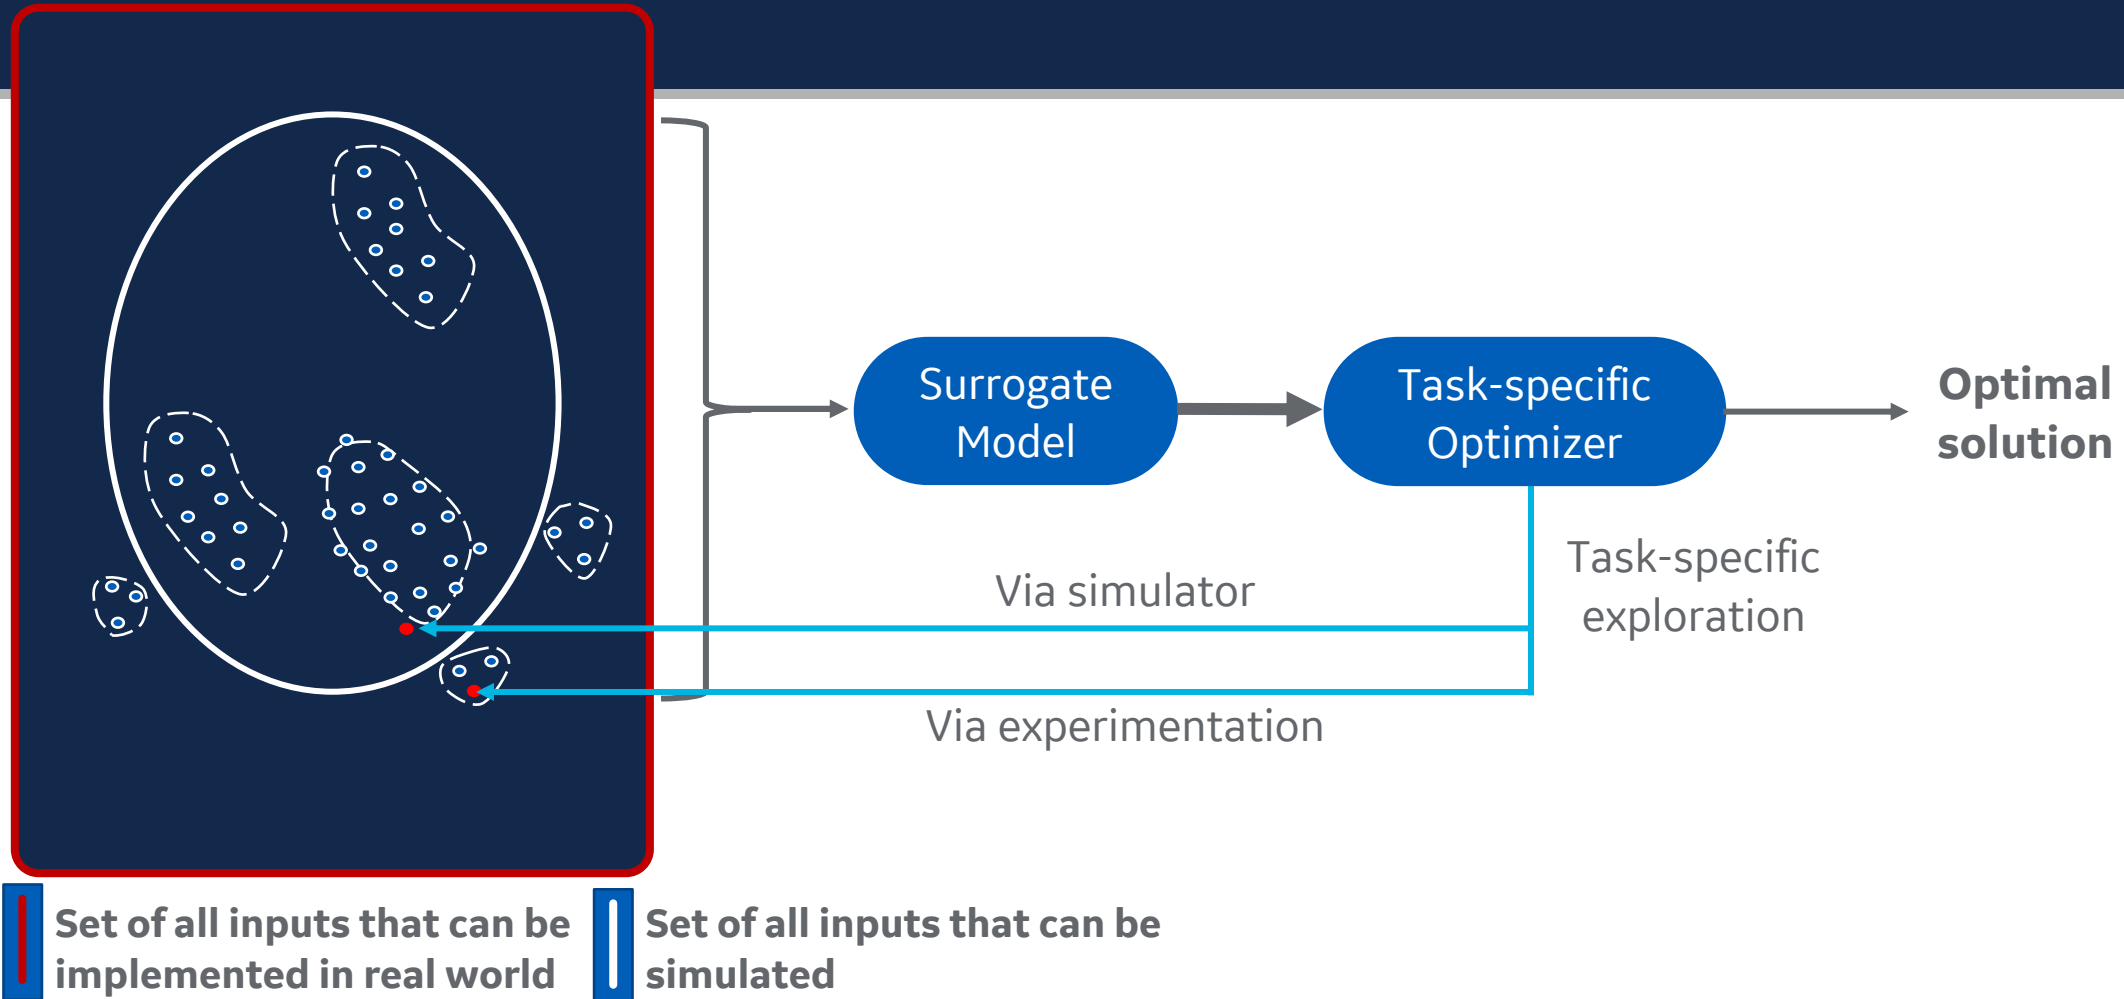 Surrogate
Model
Task-specific
Optimizer
Optimal
solution
Task-specific
exploration
Via simulator
Via experimentation
Set of all inputs that can be
implemented in real world
Set of all inputs that can be
simulated